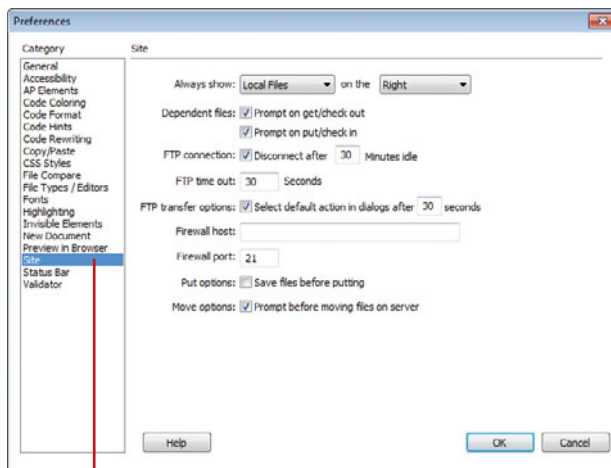 Preferences
Category
General
Accessibility
AP Elements
Code Coloring
Code Format
Code Hints
Code Rewriting
Copy/Paste
CSS Styles
File Compare
File Types / Editors
Fonts
Highlighting
Invisible Elements
New Document
Preview in Browser
Site
Status Bar
Validator
Site
Always show: Local Files on the Right
Dependent files: Prompt on get/check out
Prompt on put/check in
FTP connection: Disconnect after 30 Minutes idle
FTP time out: 30 Seconds
FTP transfer options: Select default action in dialogs after 30 seconds
Firewall host:
Firewall port: 21
Put options: Save files before putting
Move options: Prompt before moving files on server
Help OK Cancel